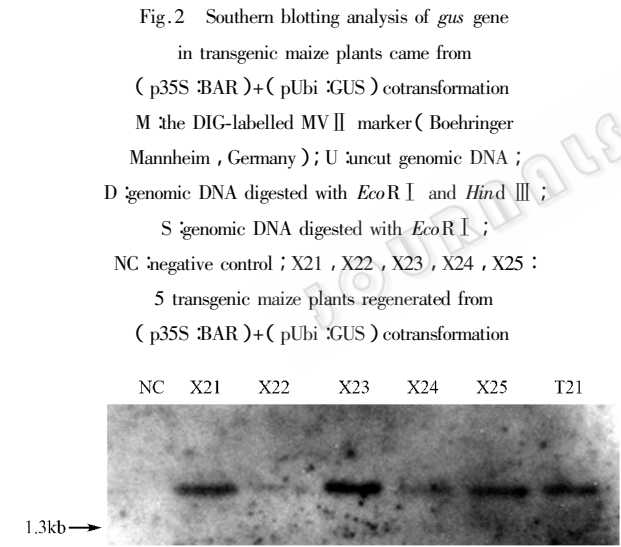 Fig.2 Southern blotting analysis of gus gene
in transgenic maize plants came from
(p35S:BAR)+(pUbi:GUS)cotransformation
M:the DIG-labelled MVⅡ marker(Boehringer
Mannheim,Germany);U:uncut genomic DNA;
D:genomic DNA digested with EcoRⅠ and Hind Ⅲ;
S:genomic DNA digested with EcoRⅠ;
NC:negative control;X21,X22,X23,X24,X25:
5 transgenic maize plants regenerated from
(p35S:BAR)+(pUbi:GUS)cotransformation
JOURNALS
NC X21 X22 X23 X24 X25 T21
1.3kb